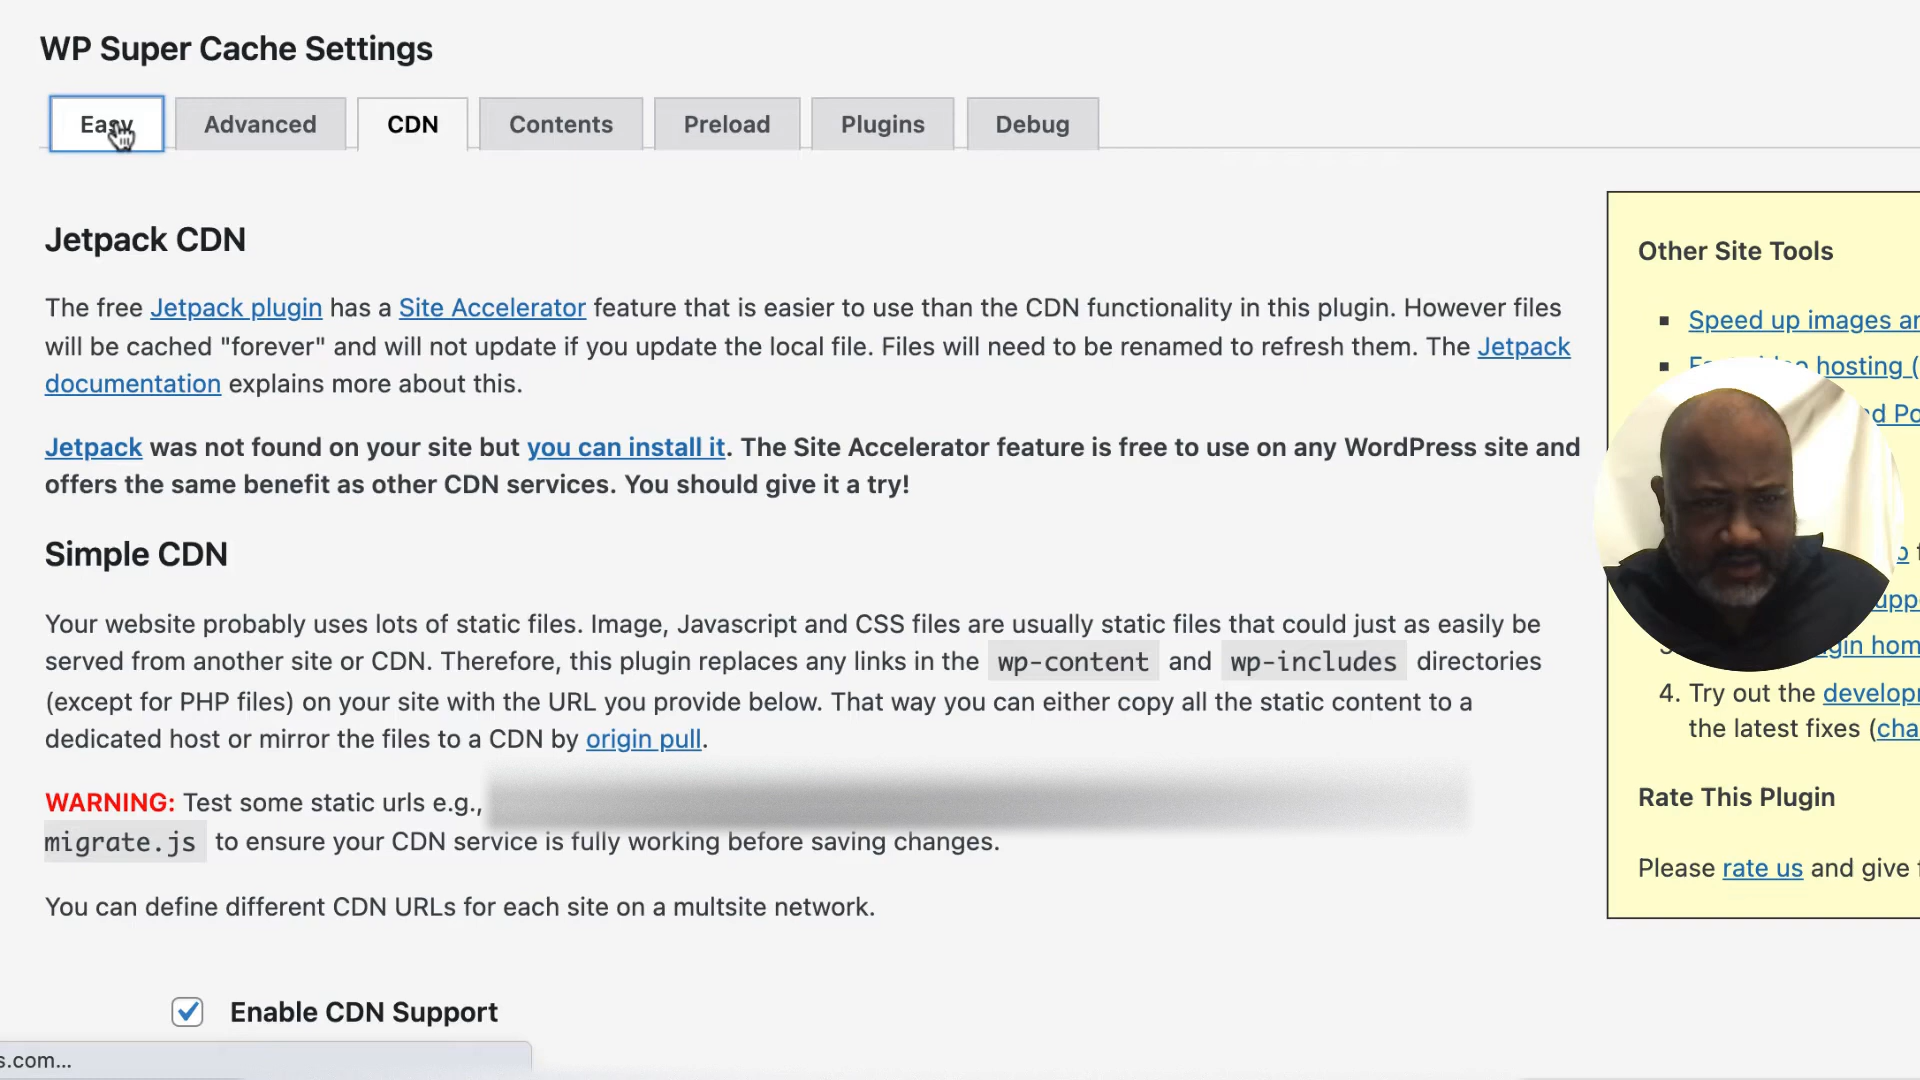 WP Super Cache Settings
Easy
Advanced
CDN
Contents
Preload
Plugins
Debug
Jetpack CDN
The free Jetpack plugin has a Site Accelerator feature that is easier to use than the CDN functionality in this plugin. However files
will be cached "forever" and will not update if you update the local file. Files will need to be renamed to refresh them. The Jetpack
documentation explains more about this.
Jetpack was not found on your site but you can install it. The Site Accelerator feature is free to use on any WordPress site and
offers the same benefit as other CDN services. You should give it a try!
Simple CDN
Your website probably uses lots of static files. Image, Javascript and CSS files are usually static files that could just as easily be
served from another site or CDN. Therefore, this plugin replaces any links in the wp-content and wp-includes directories
(except for PHP files) on your site with the URL you provide below. That way you can either copy all the static content to a
dedicated host or mirror the files to a CDN by origin pull.
WARNING: Test some static urls e.g.,
migrate.js to ensure your CDN service is fully working before saving changes.
You can define different CDN URLs for each site on a multsite network.
Enable CDN Support
s.com...
Other Site Tools
Speed up images
hosting (
4. Try out the
the latest fixes (
Rate This Plugin
Please rate us and give